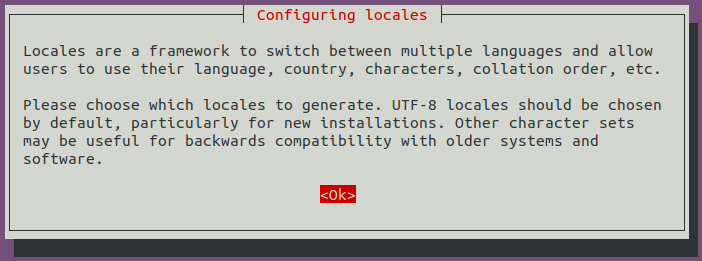 Configuring locales
Locales are a framework to switch between multiple languages and allow
users to use their language, country, characters, collation order, etc.
Please choose which locales to generate. UTF-8 locales should be chosen
by default, particularly for new installations. Other character sets
may be useful for backwards compatibility with older systems and
software.
<Ok>